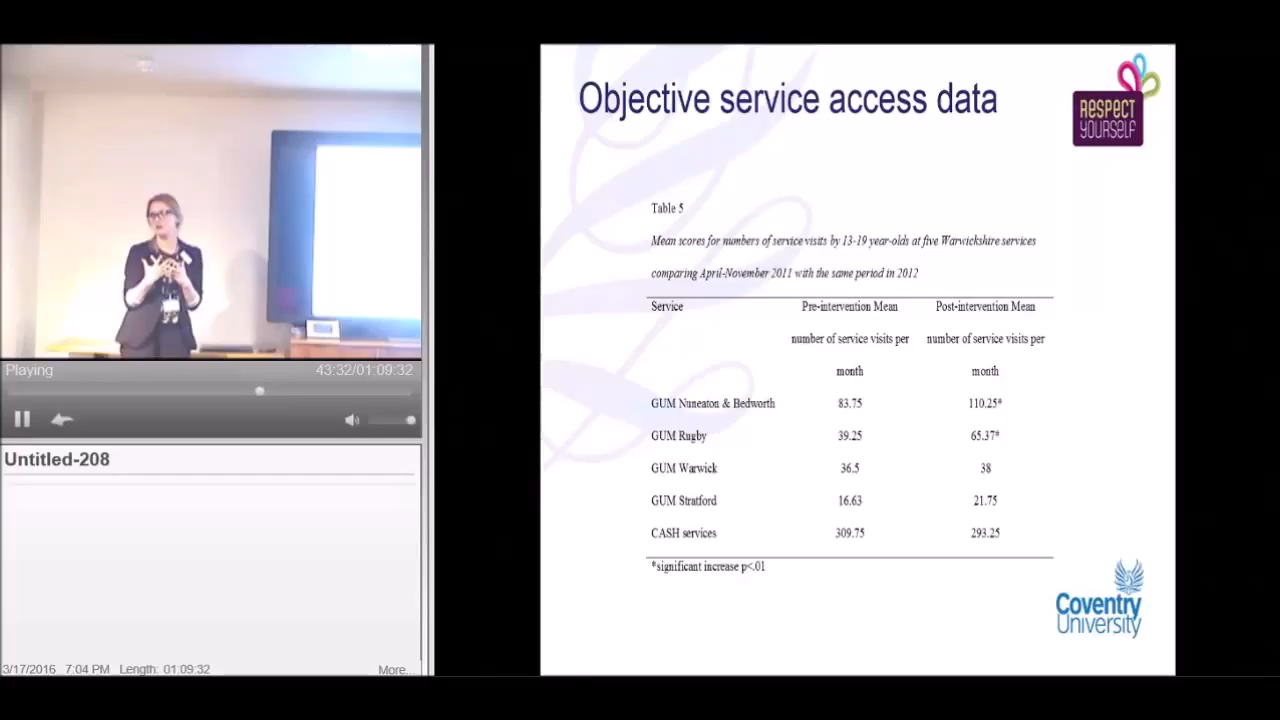 Objective service access data
RESPECT
YOURSELF
Table 5
Mean scores for numbers of service visits by 13-19 year-olds at five Warwickshire services
comparing April-November 2011 with the same period in 2012
Service Pre-intervention Mean Post-intervention Mean
number of service visits per number of service visits per
month month
GUM Nuneaton & Bedworth 83.75 110.25*
GUM Rugby 39.25 65.37*
GUM Warwick 36.5 38
GUM Stratford 16.63 21.75
CASH services 309.75 293.25
*significant increase p<.01
Coventry
University
Playing 43:32/01:09:32
Untitled-208
3/17/2016 7:04 PM Length: 01:09:32 More...